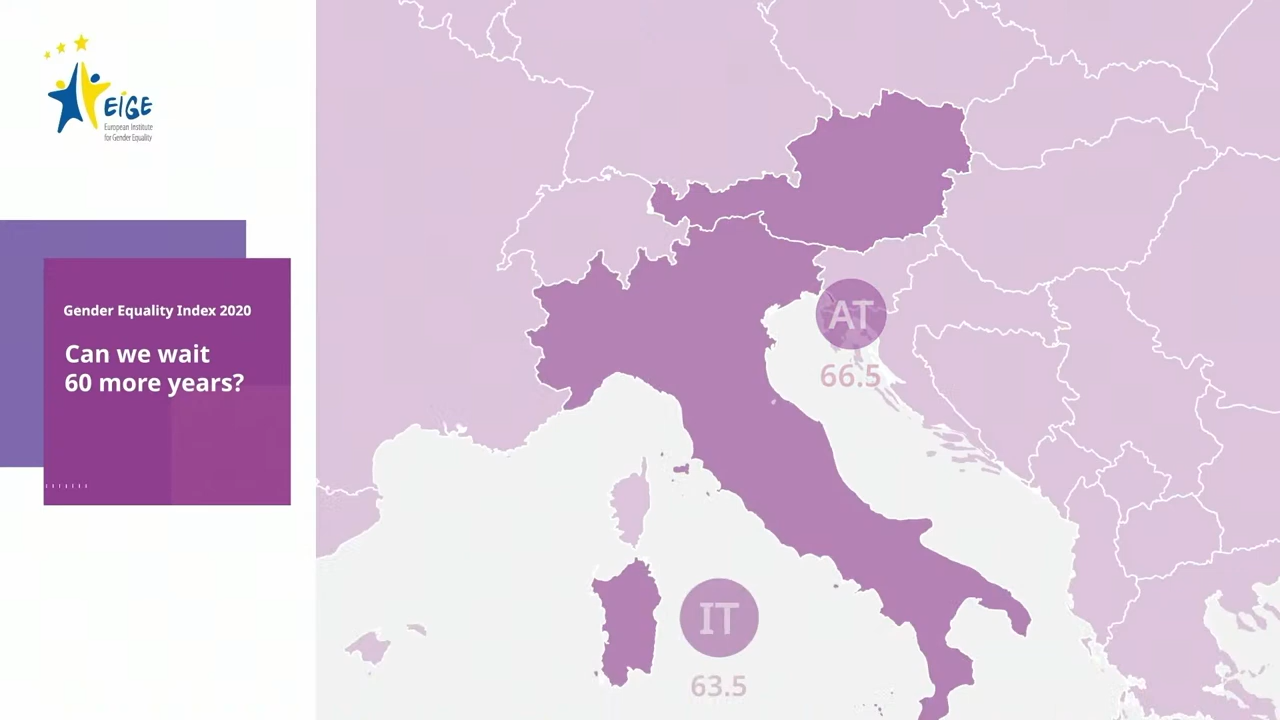 EIGE
European Institute
for Gender Equality
Gender Equality Index 2020
Can we wait
60 more years?
AT
66.5
IT
63.5